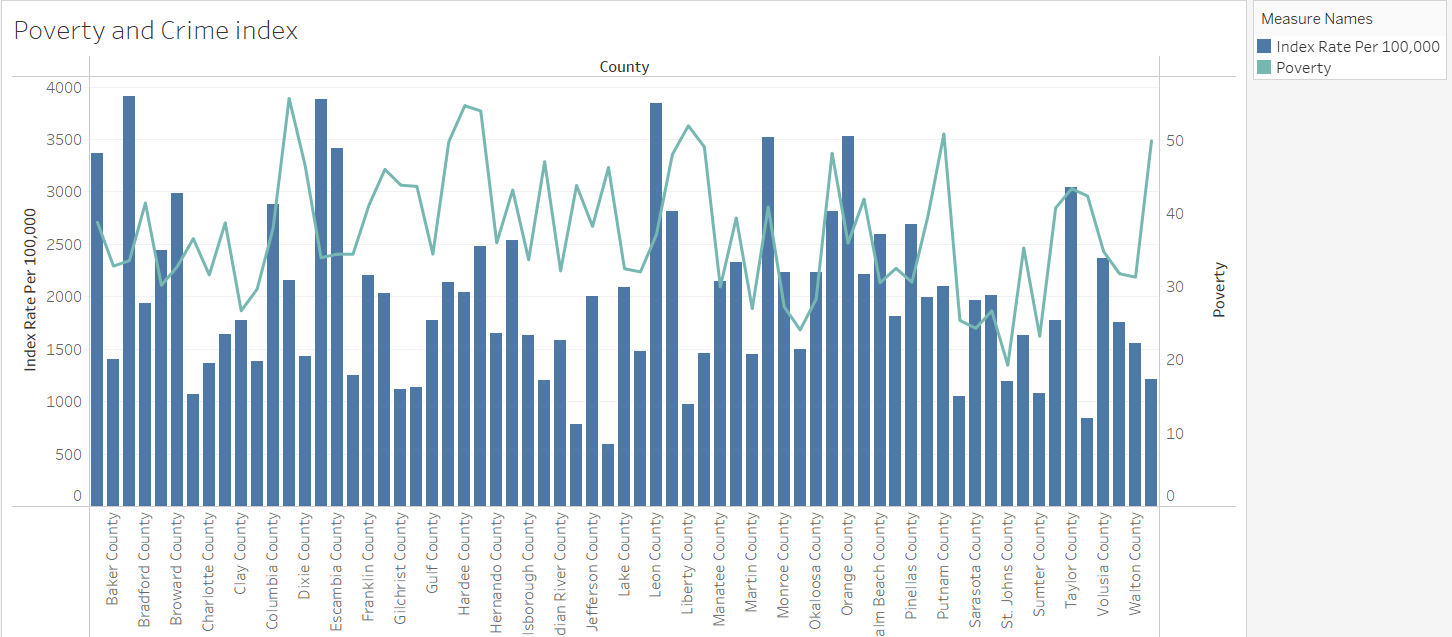 Poverty and Crime index
Measure Names
Index Rate Per 100,000
Poverty
County
4000
3500
3000
2500
2000
1500
1000
500
0
Index Rate Per 100,000
50
40
30
20
10
0
Poverty
Baker County
Bradford County
Broward County
Charlotte County
Clay County
Columbia County
Dixie County
Escambia County
Franklin County
Gilchrist County
Gulf County
Hardee County
Hernando County
lsborough County
dian River County
Jefferson County
Lake County
Leon County
Liberty County
Manatee County
Martin County
Monroe County
Okaloosa County
Orange County
alm Beach County
Pinellas County
Putnam County
Sarasota County
St. Johns County
Sumter County
Taylor County
Volusia County
Walton County